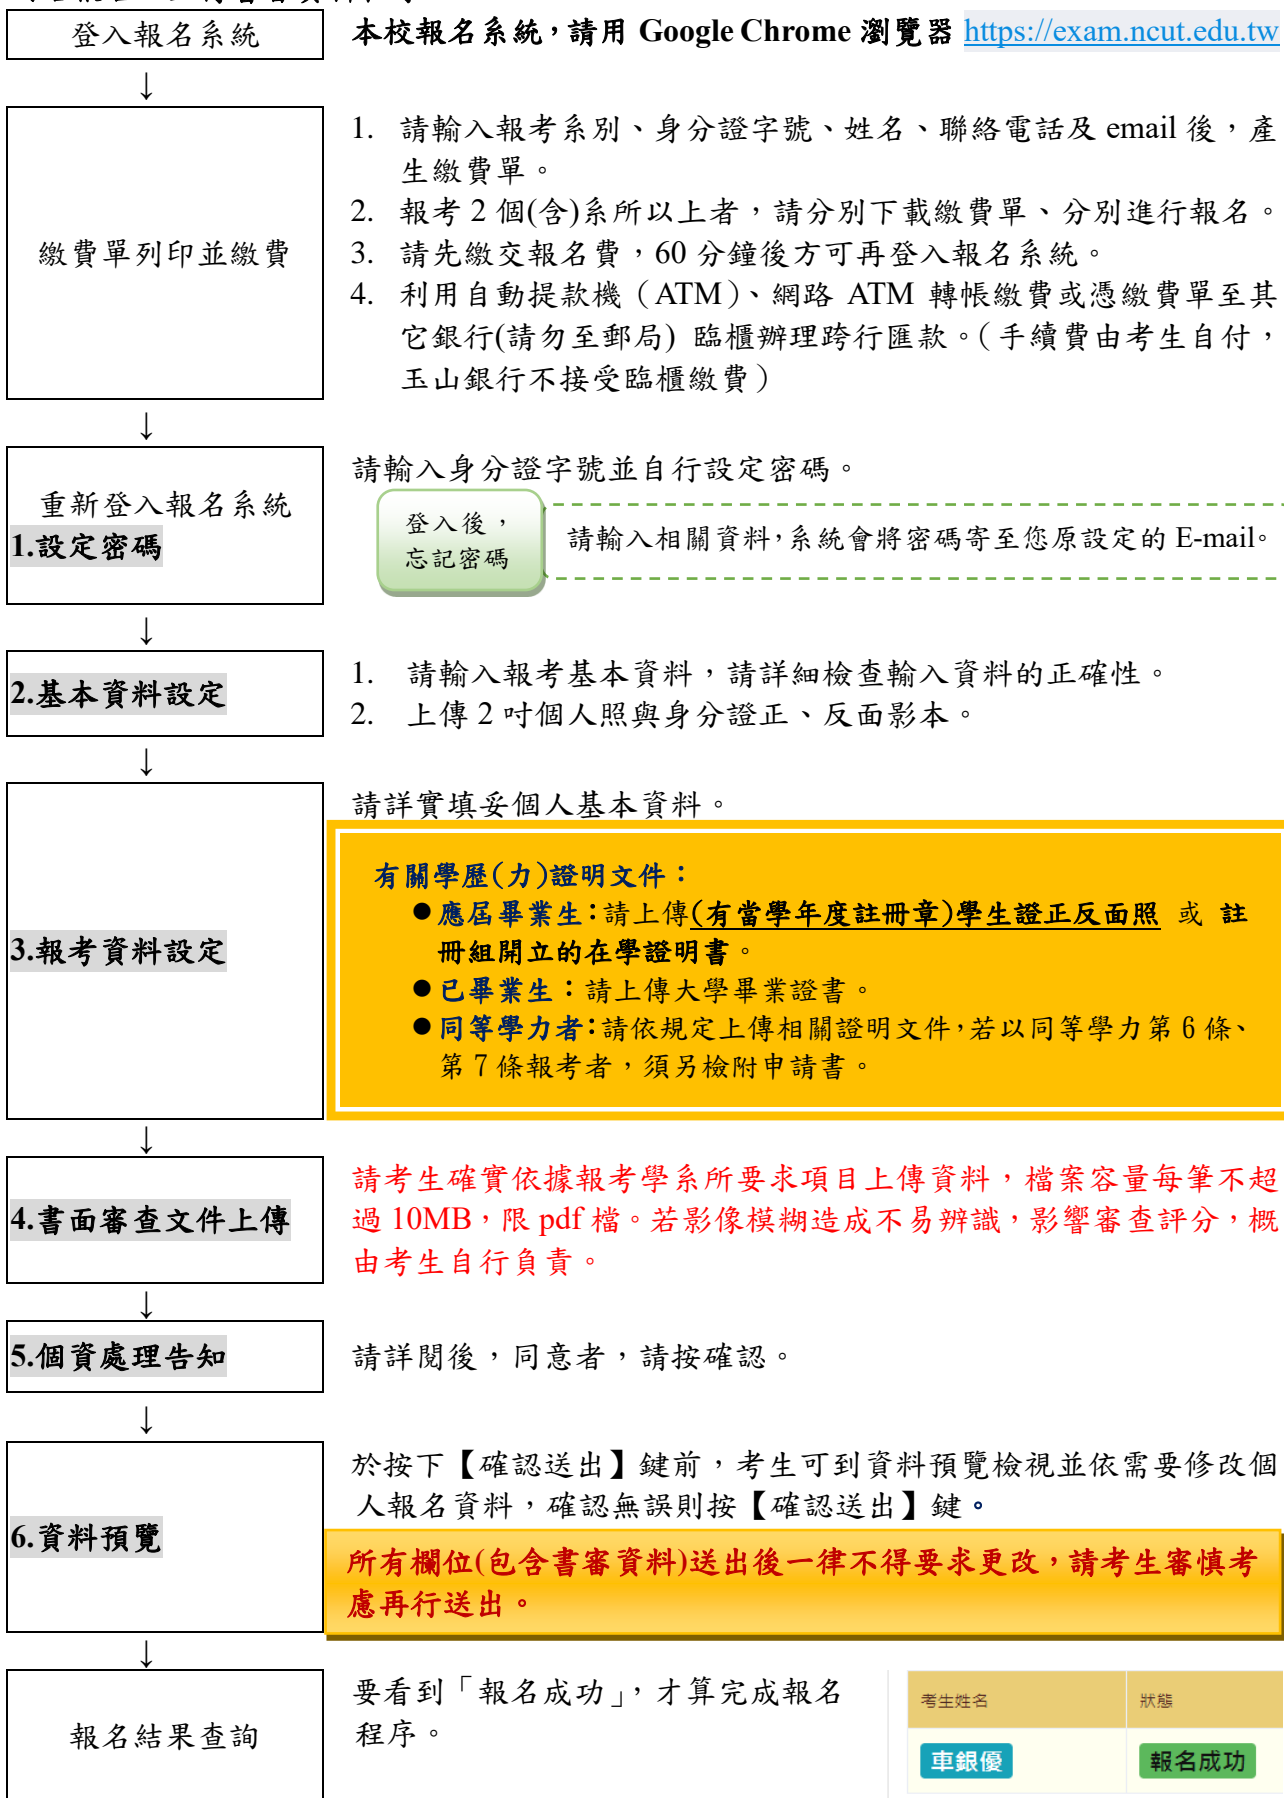 登入報名系統
本校報名系統，請用 Google Chrome 瀏覽器 https://exam.ncut.edu.tw
↓
繳費單列印並繳費
1. 請輸入報考系別、身分證字號、姓名、聯絡電話及 email 後，產
生繳費單。
2. 報考 2 個(含)系所以上者，請分別下載繳費單、分別進行報名。
3. 請先繳交報名費，60 分鐘後方可再登入報名系統。
4. 利用自動提款機（ATM）、網路 ATM 轉帳繳費或憑繳費單至其
它銀行(請勿至郵局) 臨櫃辦理跨行匯款。（手續費由考生自付，
玉山銀行不接受臨櫃繳費）
↓
重新登入報名系統
1.設定密碼
請輸入身分證字號並自行設定密碼。
登入後，
忘記密碼
請輸入相關資料，系統會將密碼寄至您原設定的 E-mail。
↓
2.基本資料設定
1. 請輸入報考基本資料，請詳細檢查輸入資料的正確性。
2. 上傳 2 吋個人照與身分證正、反面影本。
↓
3.報考資料設定
請詳實填妥個人基本資料。
有關學歷(力)證明文件：
●應屆畢業生：請上傳(有當學年度註冊章)學生證正反面照 或 註
冊組開立的在學證明書。
●已畢業生：請上傳大學畢業證書。
●同等學力者：請依規定上傳相關證明文件，若以同等學力第 6 條、
第 7 條報考者，須另檢附申請書。
↓
4.書面審查文件上傳
請考生確實依據報考學系所要求項目上傳資料，檔案容量每筆不超
過 10MB，限 pdf 檔。若影像模糊造成不易辨識，影響審查評分，概
由考生自行負責。
↓
5.個資處理告知
請詳閱後，同意者，請按確認。
↓
6.資料預覽
於按下【確認送出】鍵前，考生可到資料預覽檢視並依需要修改個
人報名資料，確認無誤則按【確認送出】鍵。
所有欄位(包含書審資料)送出後一律不得要求更改，請考生審慎考
慮再行送出。
↓
報名結果查詢
要看到「報名成功」，才算完成報名
程序。
考生姓名 狀態
車銀優 報名成功